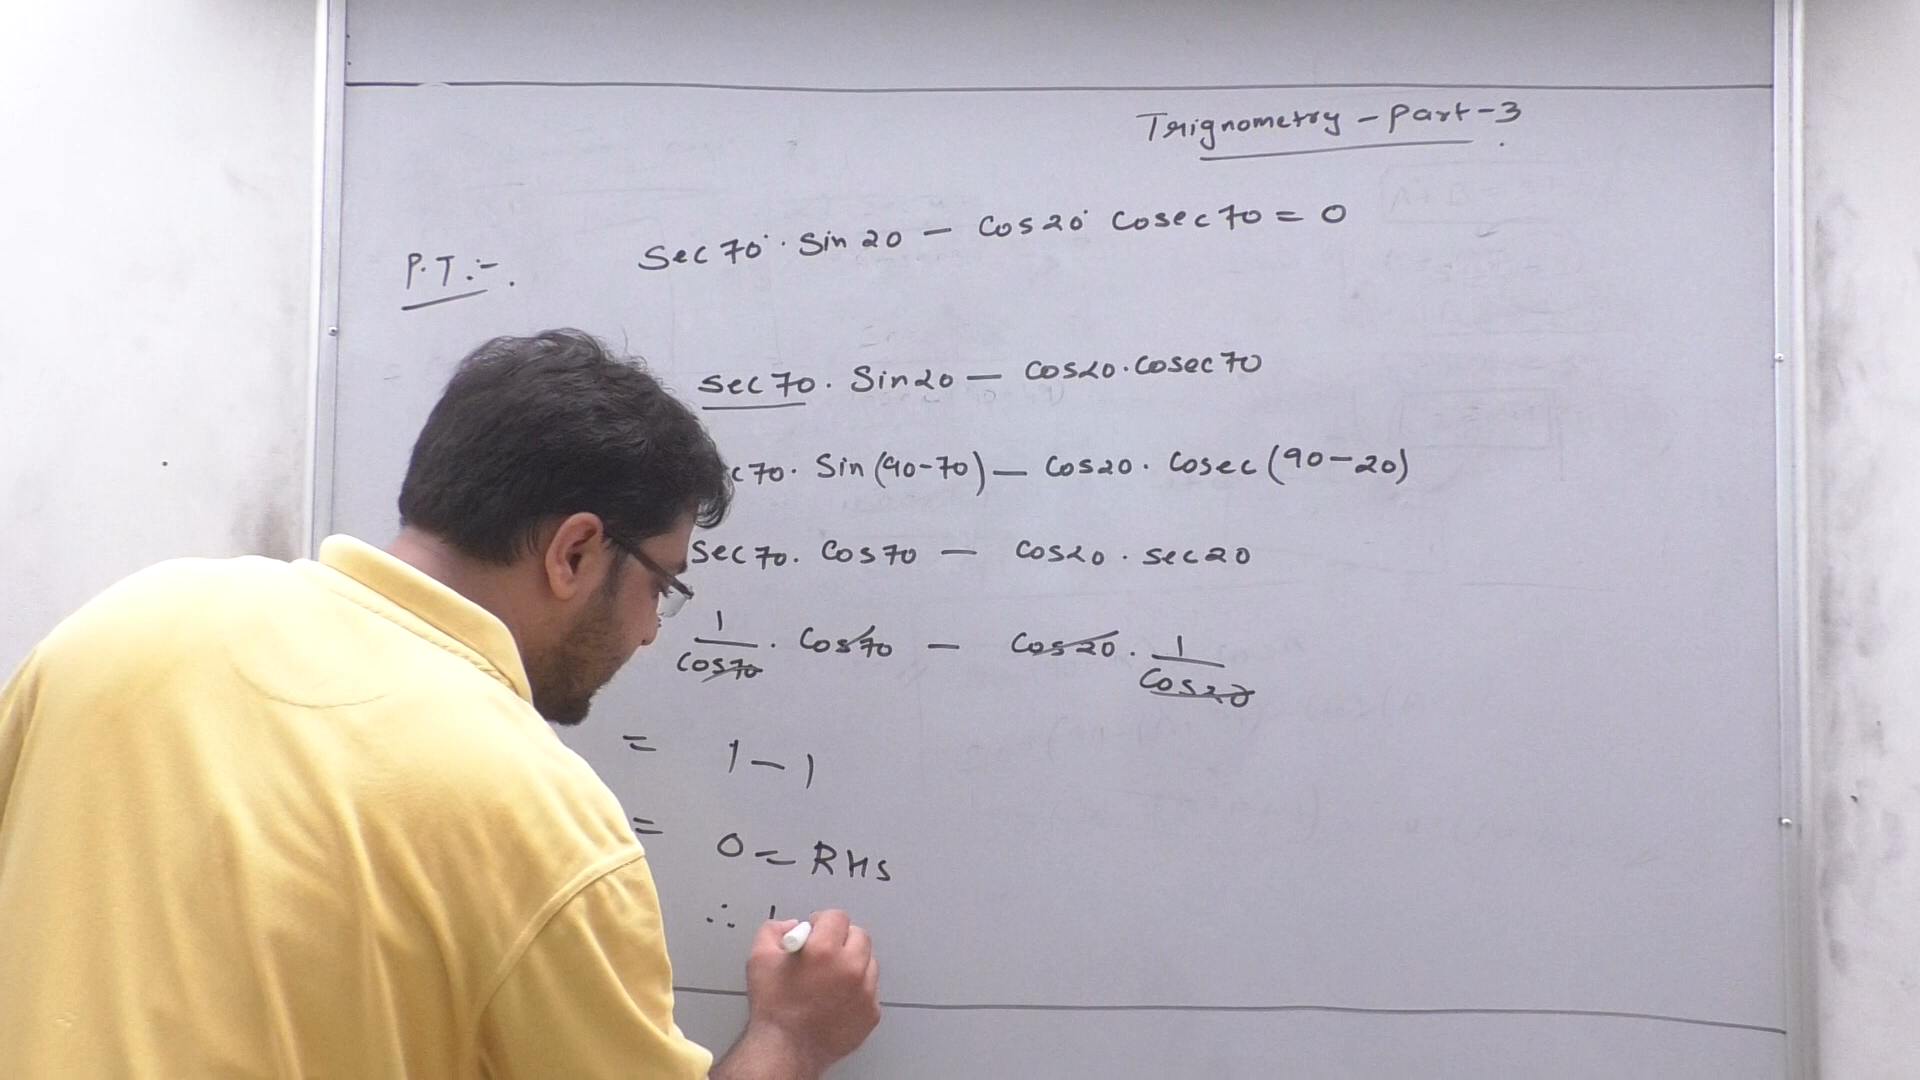 Trignometry - Part-3
P.T.:-. Sec 70° . Sin 20 - Cos 20° Cosec 70 = 0
Sec 70 . Sin 20 - Cos 20 . Cosec 70
c 70 . Sin (90-70) - Cos 20 . Cosec (90-20)
Sec 70 . Cos 70 - Cos 20 . Sec 20
1/Cos 70 . Cos 70 - Cos 20 . 1/Cos 20
= 1 - 1
= 0 = RHS
∴